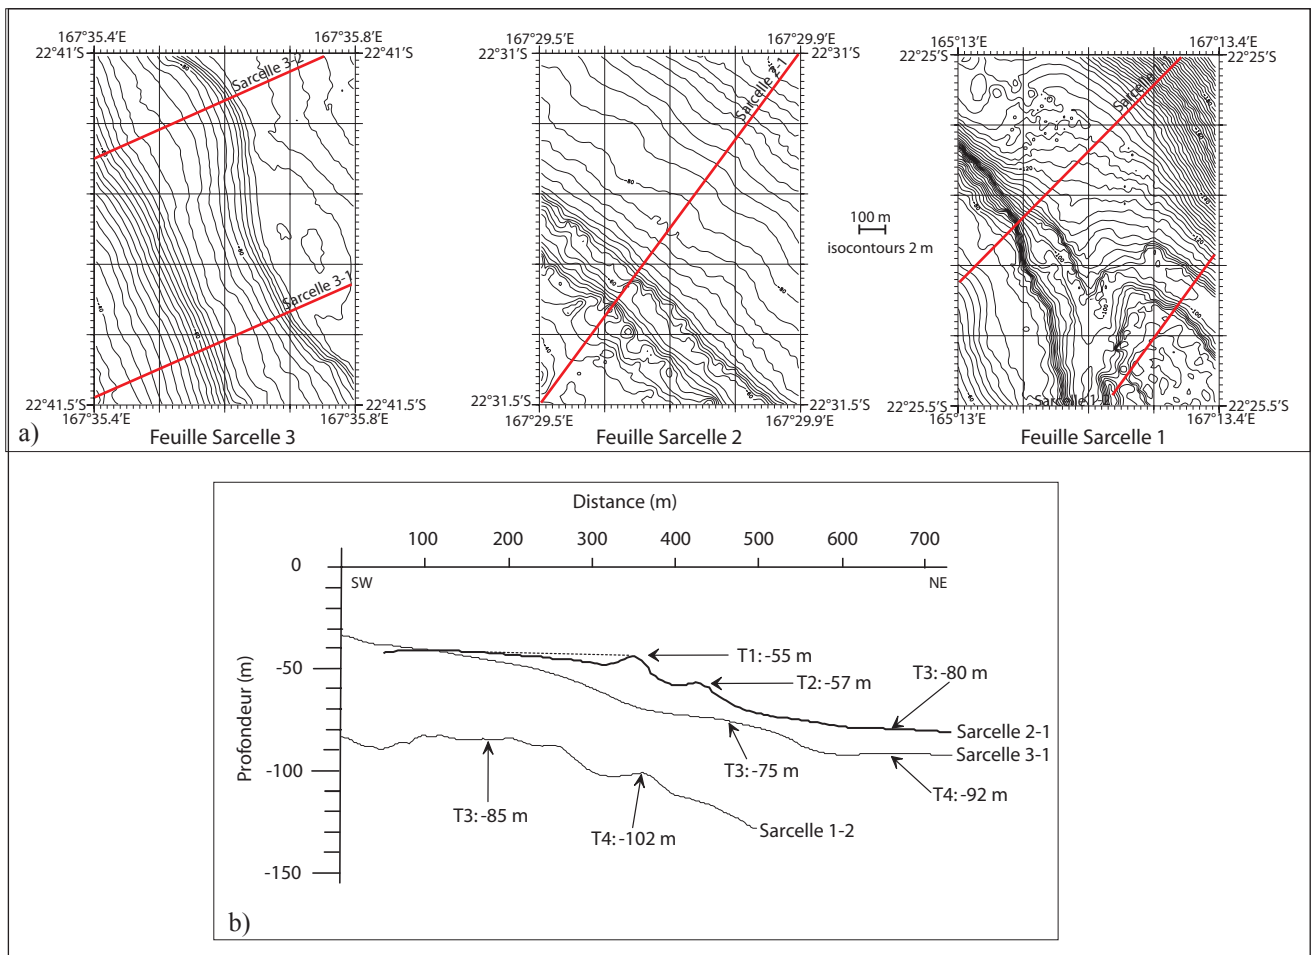 167°35.4'E 167°35.8'E
22°41'S 22°41'S
Sarcelle 3-2
Sarcelle 3-1
22°41.5'S 22°41.5'S
167°35.4'E 167°35.8'E
Feuille Sarcelle 3
167°29.5'E 167°29.9'E
22°31'S 22°31'S
Sarcelle 2-1
22°31.5'S 22°31.5'S
167°29.5'E 167°29.9'E
Feuille Sarcelle 2
100 m
isocontours 2 m
165°13'E 167°13.4'E
22°25'S 22°25'S
Sarcelle 1-1
Sarcelle 1-2
22°25.5'S 22°25.5'S
165°13'E 167°13.4'E
Feuille Sarcelle 1
a)
Distance (m)
100 200 300 400 500 600 700
0
SW NE
Profondeur (m)
-50
-100
-150
T1: -55 m
T2: -57 m
T3: -80 m
Sarcelle 2-1
Sarcelle 3-1
T3: -75 m
T4: -92 m
T3: -85 m
T4: -102 m
Sarcelle 1-2
b)